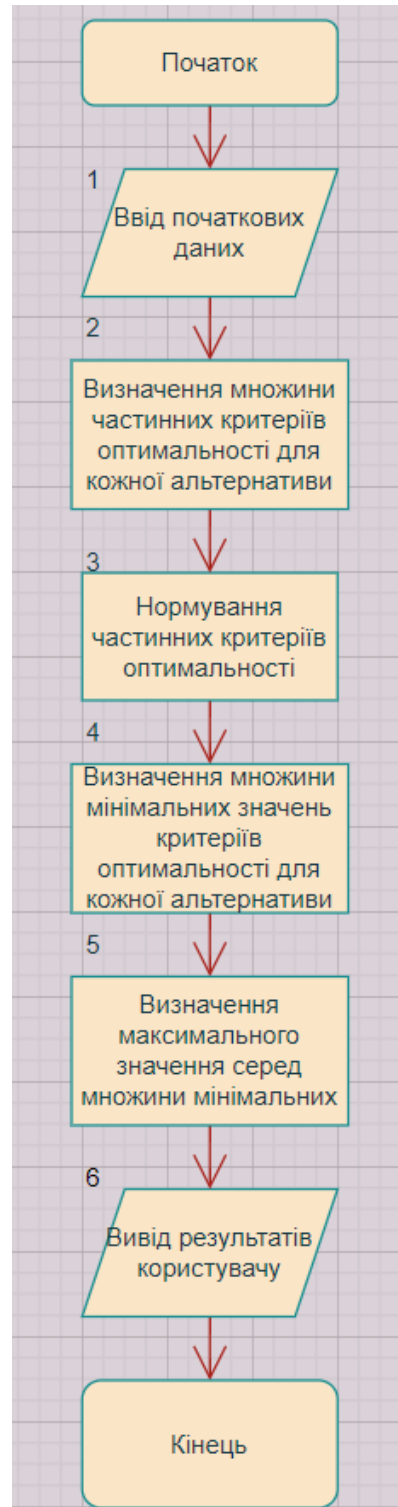 Початок
1
Ввід початкових
даних
2
Визначення множини
частинних критеріїв
оптимальності для
кожної альтернативи
3
Нормування
частинних критеріїв
оптимальності
4
Визначення множини
мінімальних значень
критеріїв
оптимальності для
кожної альтернативи
5
Визначення
максимального
значення серед
множини мінімальних
6
Вивід результатів
користувачу
Кінець